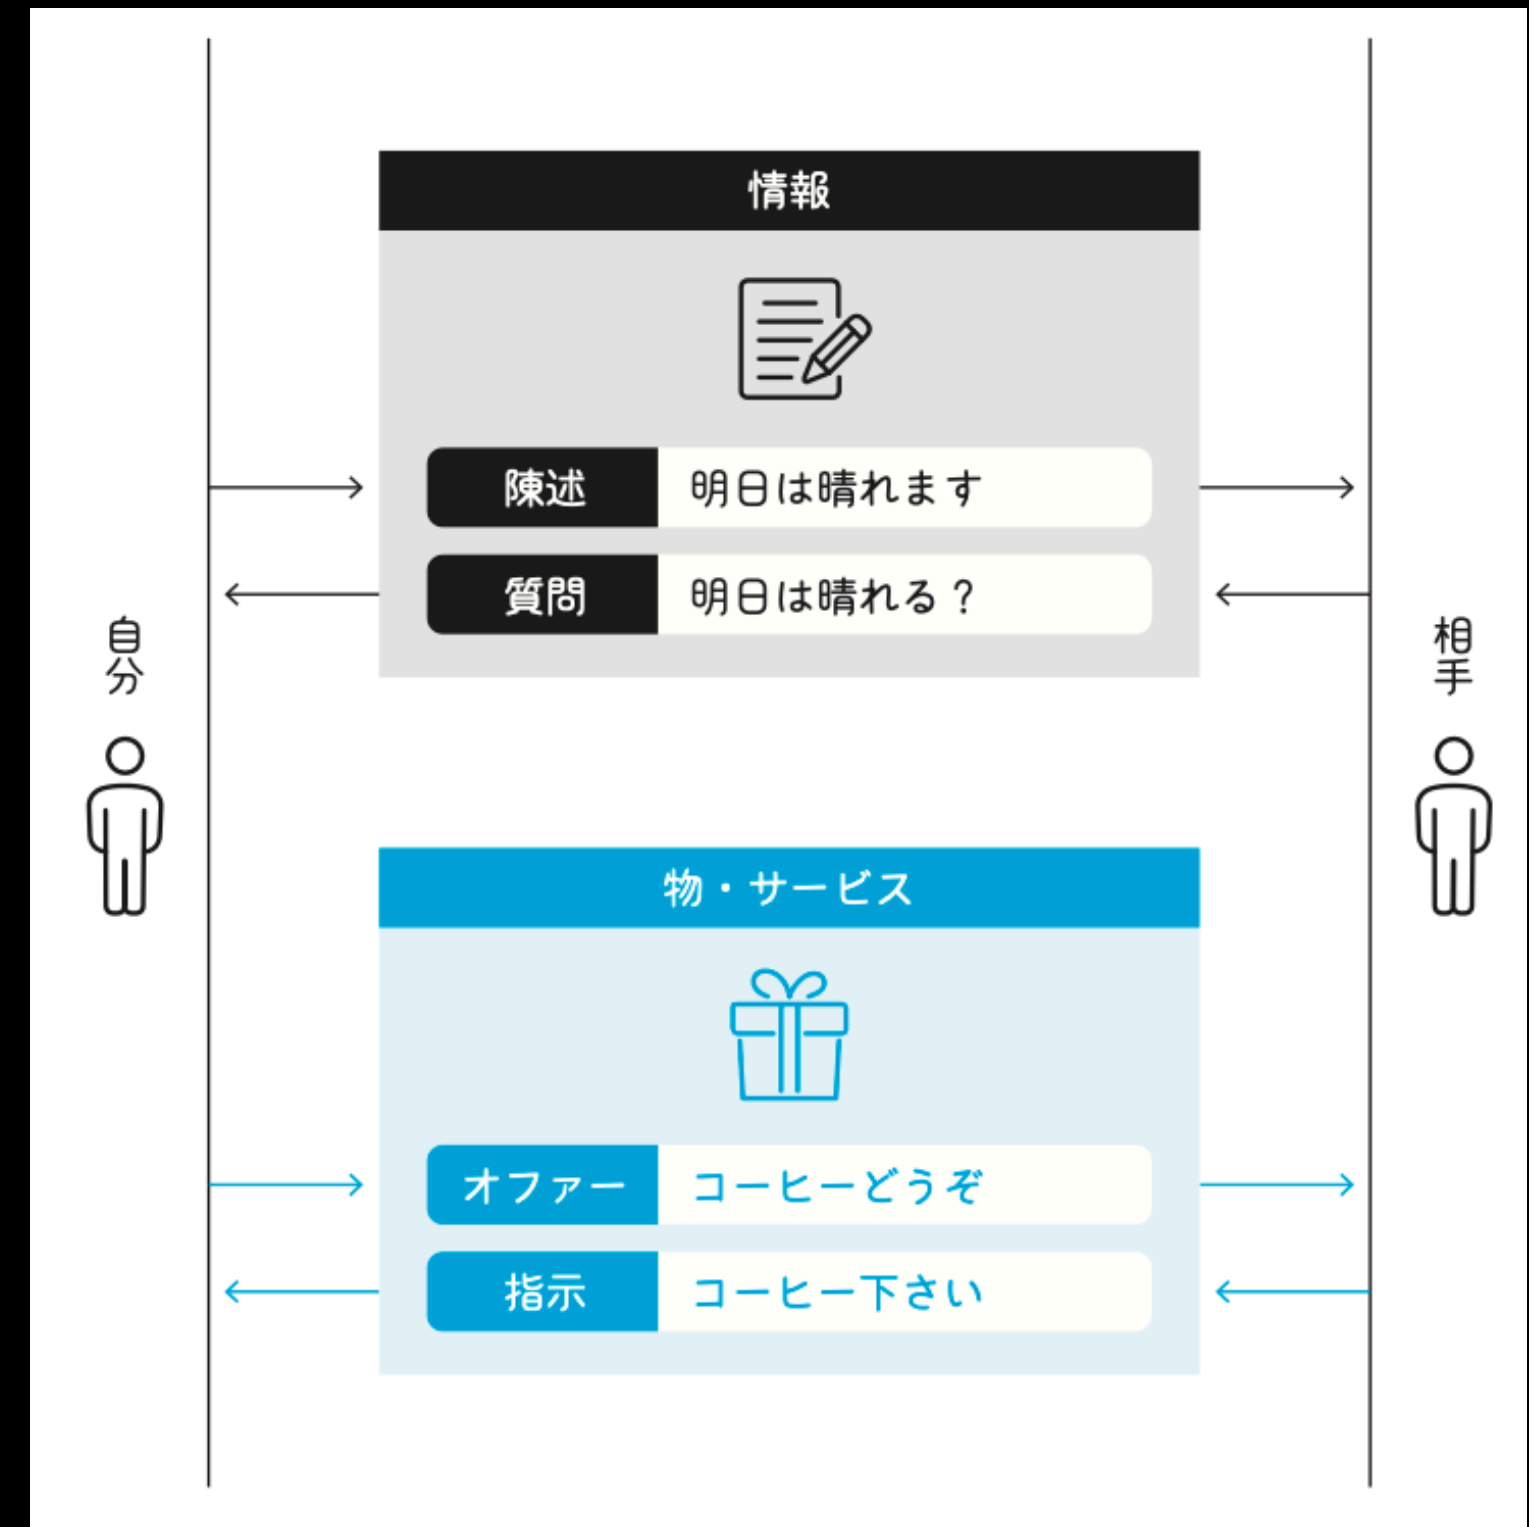 情報
陳述 明日は晴れます
質問 明日は晴れる?
自分
相手
物・サービス
オファー コーヒーどうぞ
指示 コーヒー下さい